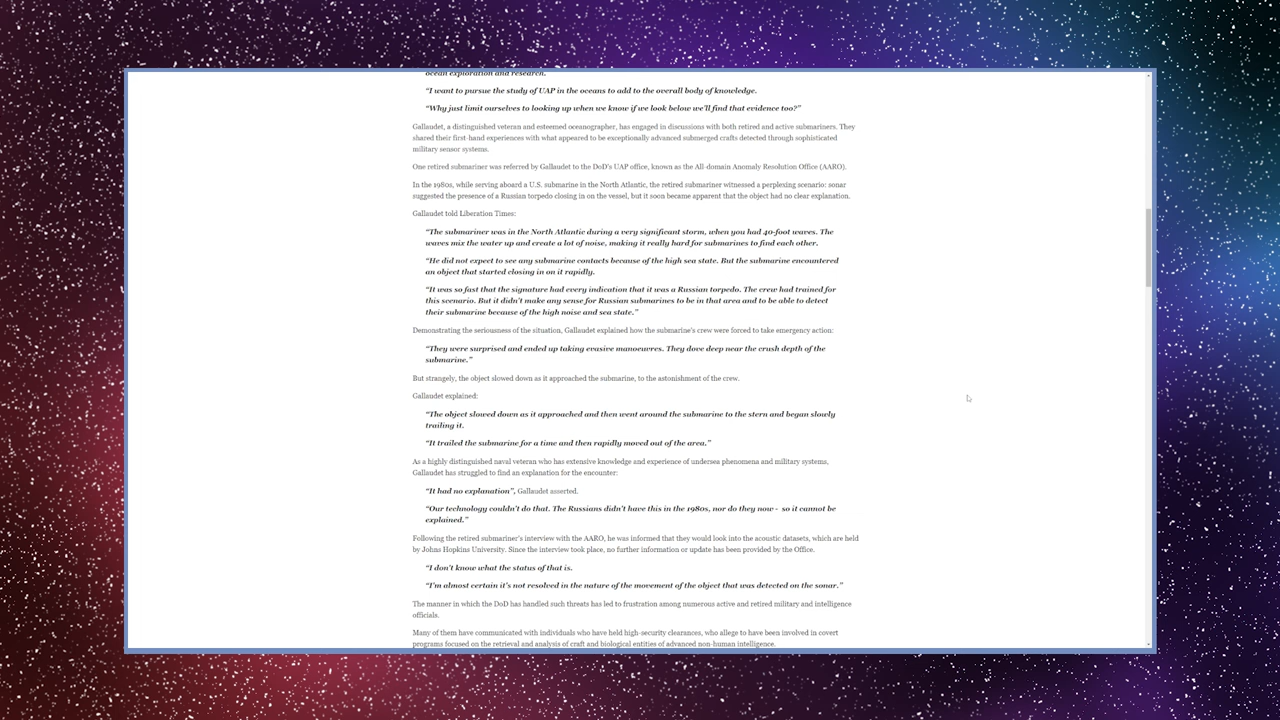 ocean exploration and research.
“I want to pursue the study of UAP in the oceans to add to the overall body of knowledge.
“Why just limit ourselves to looking up when we know if we look below we’ll find that evidence too?”
Gallaudet, a distinguished veteran and esteemed oceanographer, has engaged in discussions with both retired and active submariners. They
shared their first-hand experiences with what appeared to be exceptionally advanced submerged crafts detected through sophisticated
military sensor systems.
One retired submariner was referred by Gallaudet to the DoD’s UAP office, known as the All-domain Anomaly Resolution Office (AARO).
In the 1980s, while serving aboard a U.S. submarine in the North Atlantic, the retired submariner witnessed a perplexing scenario: sonar
suggested the presence of a Russian torpedo closing in on the vessel, but it soon became apparent that the object had no clear explanation.
Gallaudet told Liberation Times:
“The submariner was in the North Atlantic during a very significant storm, when you had 40-foot waves. The
waves mix the water up and create a lot of noise, making it really hard for submarines to find each other.
“He did not expect to see any submarine contacts because of the high sea state. But the submarine encountered
an object that started closing in on it rapidly.
“It was so fast that the signature had every indication that it was a Russian torpedo. The crew had trained for
this scenario. But it didn’t make any sense for Russian submarines to be in that area and to be able to detect
their submarine because of the high noise and sea state.”
Demonstrating the seriousness of the situation, Gallaudet explained how the submarine’s crew were forced to take emergency action:
“They were surprised and ended up taking evasive manoeuvres. They dove deep near the crush depth of the
submarine.”
But strangely, the object slowed down as it approached the submarine, to the astonishment of the crew.
Gallaudet explained:
“The object slowed down as it approached and then went around the submarine to the stern and began slowly
trailing it.
“It trailed the submarine for a time and then rapidly moved out of the area.”
As a highly distinguished naval veteran who has extensive knowledge and experience of undersea phenomena and military systems,
Gallaudet has struggled to find an explanation for the encounter:
“It had no explanation”, Gallaudet asserted.
“Our technology couldn’t do that. The Russians didn’t have this in the 1980s, nor do they now - so it cannot be
explained.”
Following the retired submariner’s interview with the AARO, he was informed that they would look into the acoustic datasets, which are held
by Johns Hopkins University. Since the interview took place, no further information or update has been provided by the Office.
“I don’t know what the status of that is.
“I’m almost certain it’s not resolved in the nature of the movement of the object that was detected on the sonar.”
The manner in which the DoD has handled such threats has led to frustration among numerous active and retired military and intelligence
officials.
Many of them have communicated with individuals who have held high-security clearances, who allege to have been involved in covert
programs focused on the retrieval and analysis of craft and biological entities of advanced non-human intelligence.